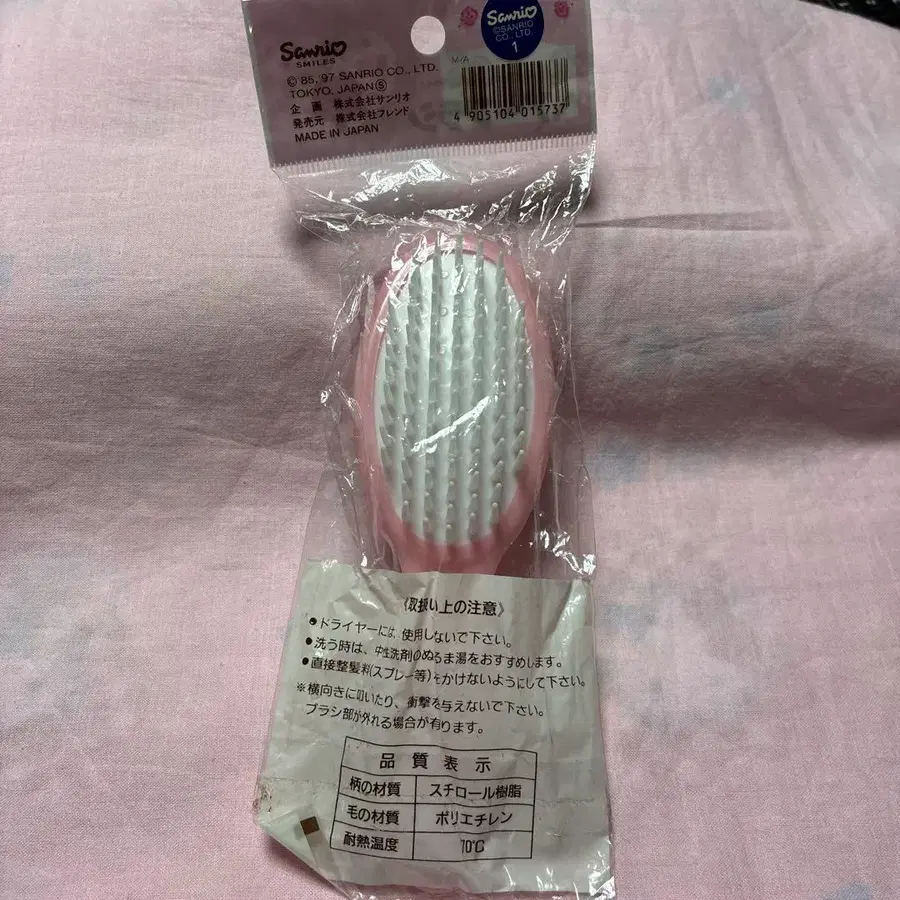 Sanrio
SMILES
© 85, '97 SANRIO CO., LTD.
TOKYO, JAPAN Ⓢ
企 画 株式会社サンリオ
発売元 株式会社フレンド
MADE IN JAPAN
Sanrio
©SANRIO
CO., LTD.
1
M/A
4 905104 015737
《取扱い上の注意》
●ドライヤーには、使用しないで下さい。
●洗う時は、中性洗剤のぬるま湯をおすすめします。
●直接整髪料(スプレー等)をかけないようにして下さい。
※横向きに叩いたり、衝撃を与えないで下さい。
ブラシ部が外れる場合が有ります。
品質表示
柄の材質 スチロール樹脂
毛の材質 ポリエチレン
耐熱温度 70℃